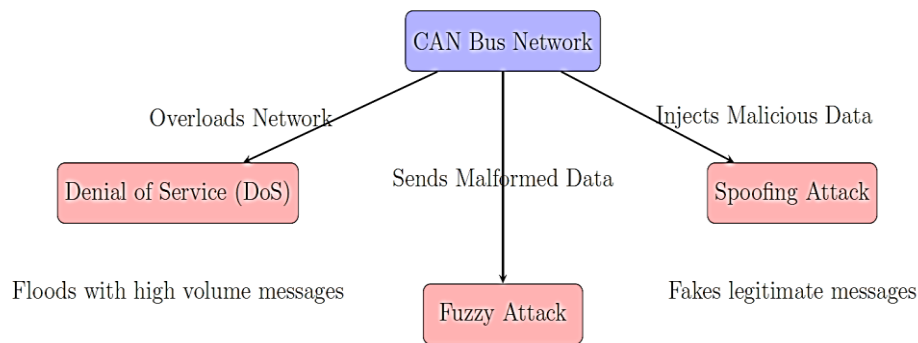 CAN Bus Network
Overloads Network
Injects Malicious Data
Sends Malformed Data
Denial of Service (DoS)
Spoofing Attack
Floods with high volume messages
Fakes legitimate messages
Fuzzy Attack